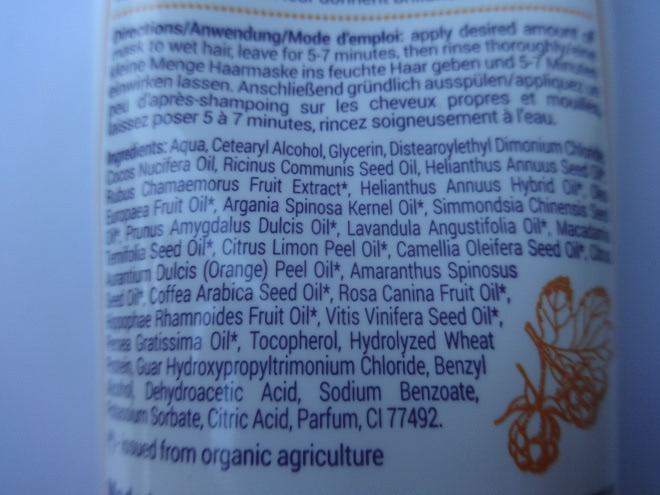 Directions/Anwendung/Mode d'emploi: apply desired amount of
mask to wet hair, leave for 5-7 minutes, then rinse thoroughly/eine
kleine Menge Haarmaske ins feuchte Haar geben und 5-7 Minuten
einwirken lassen. Anschließend gründlich ausspülen/appliquez un
peu d'après-shampoing sur les cheveux propres et mouillés,
laissez poser 5 à 7 minutes, rincez soigneusement à l'eau.
Ingredients: Aqua, Cetearyl Alcohol, Glycerin, Distearoylethyl Dimonium Chloride,
Cocos Nucifera Oil, Ricinus Communis Seed Oil, Helianthus Annuus Seed Oil*,
Rubus Chamaemorus Fruit Extract*, Helianthus Annuus Hybrid Oil*, Olea
Europaea Fruit Oil*, Argania Spinosa Kernel Oil*, Simmondsia Chinensis Seed
Oil*, Prunus Amygdalus Dulcis Oil*, Lavandula Angustifolia Oil*, Macadamia
Ternifolia Seed Oil*, Citrus Limon Peel Oil*, Camellia Oleifera Seed Oil*, Citrus
Aurantium Dulcis (Orange) Peel Oil*, Amaranthus Spinosus
Seed Oil*, Coffea Arabica Seed Oil*, Rosa Canina Fruit Oil*,
Hippophae Rhamnoides Fruit Oil*, Vitis Vinifera Seed Oil*,
Persea Gratissima Oil*, Tocopherol, Hydrolyzed Wheat
Protein, Guar Hydroxypropyltrimonium Chloride, Benzyl
Alcohol, Dehydroacetic Acid, Sodium Benzoate,
Potassium Sorbate, Citric Acid, Parfum, CI 77492.
(*)-issued from organic agriculture